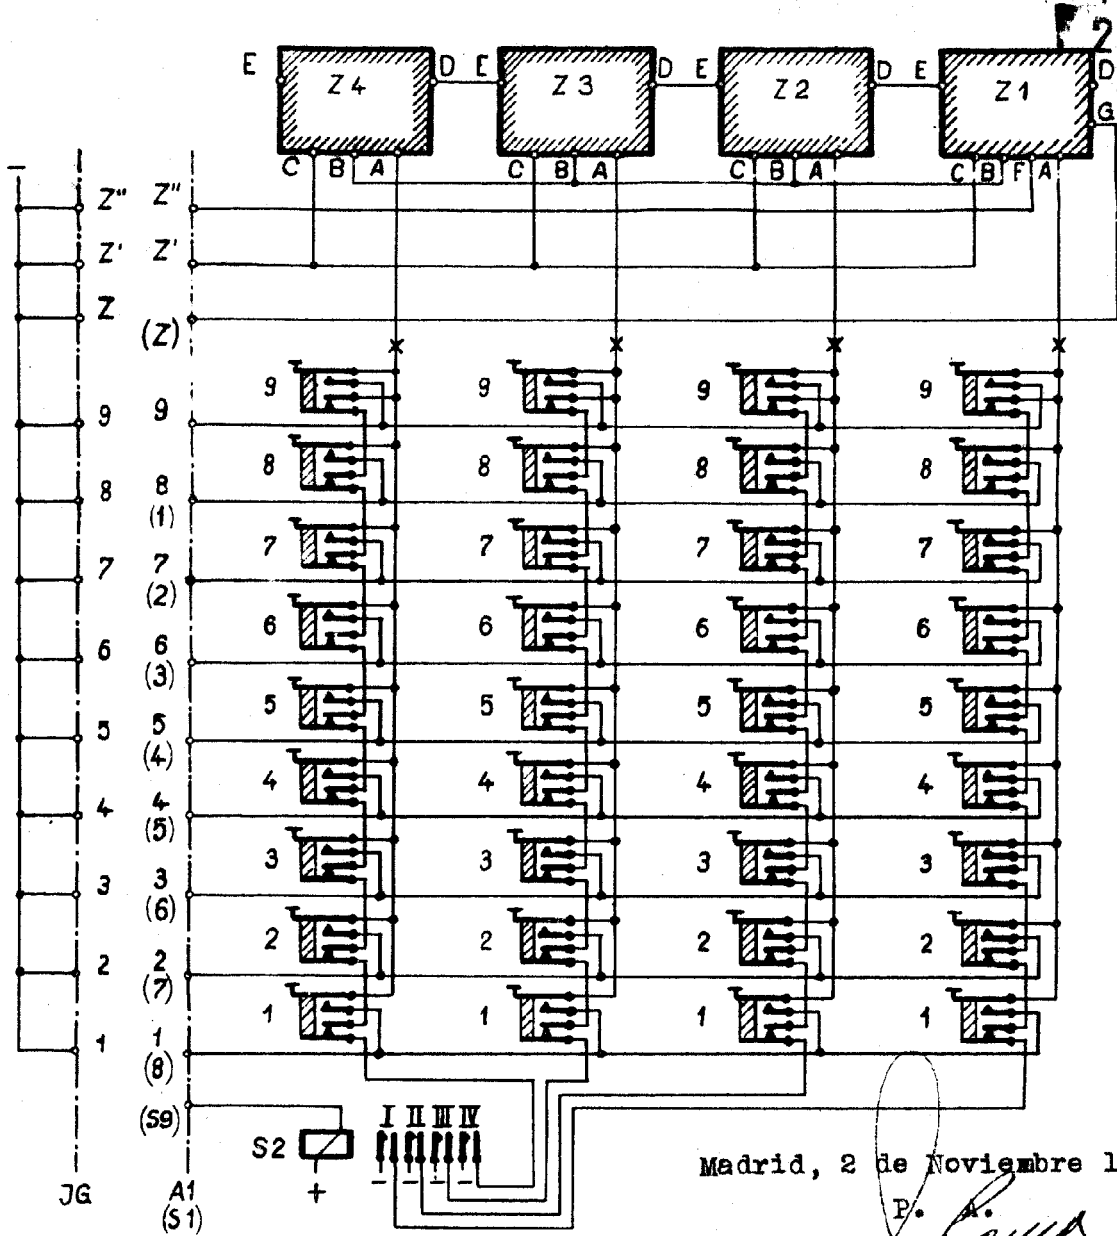 2
E Z4 D E Z3 D E Z2 D E Z1 D
G
C B A C B A C B A C B F A
Z" Z"
Z' Z'
Z (Z)
9 9 9 9 9 9
8 8 (1) 8 8 8 8
7 7 (2) 7 7 7 7
6 6 (3) 6 6 6 6
5 5 (4) 5 5 5 5
4 4 (5) 4 4 4 4
3 3 (6) 3 3 3 3
2 2 (7) 2 2 2 2
1 1 (8) 1 1 1 1
(S9)
S2 I II III IV
- - - -
+
JG A1 (S1)
Madrid, 2 de Noviembre 1
P. A.